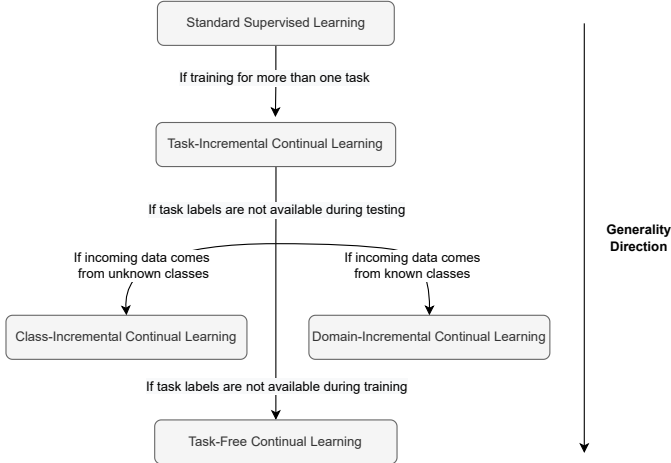 Standard Supervised Learning
If training for more than one task
Task-Incremental Continual Learning
If task labels are not available during testing
If incoming data comes
from unknown classes
If incoming data comes
from known classes
Generality
Direction
Class-Incremental Continual Learning
Domain-Incremental Continual Learning
If task labels are not available during training
Task-Free Continual Learning